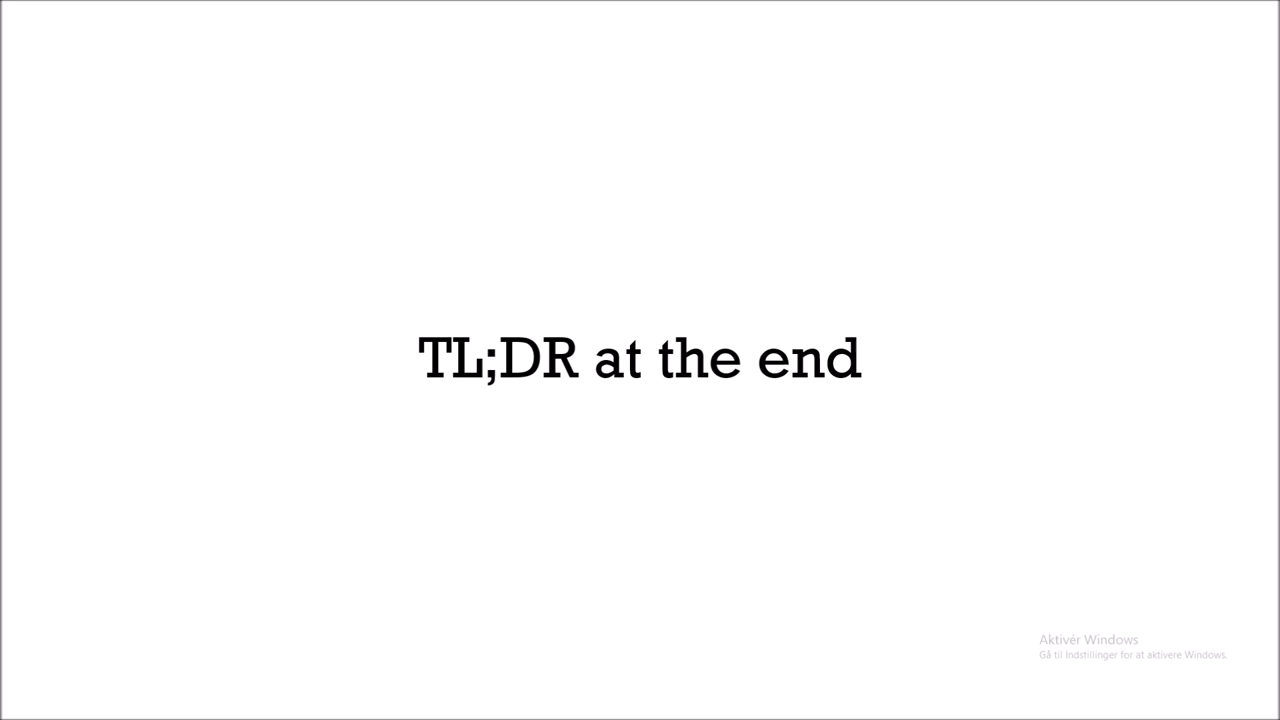 TL;DR at the end
Aktivér Windows
Gå til Indstillinger for at aktivere Windows.